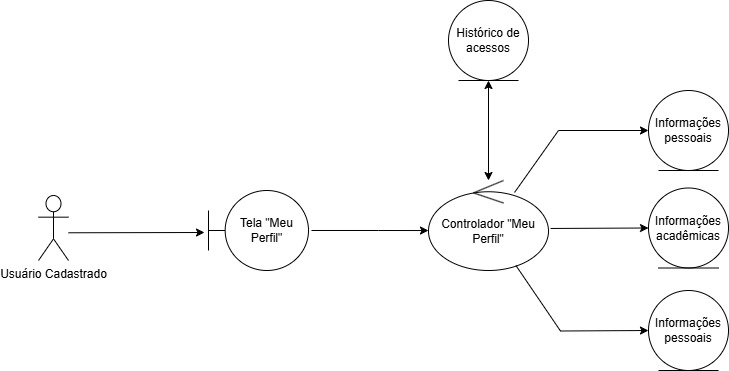 Histórico de
acessos
Informações
pessoais
Tela "Meu
Perfil"
Controlador "Meu
Perfil"
Informações
acadêmicas
Usuário Cadastrado
Informações
pessoais